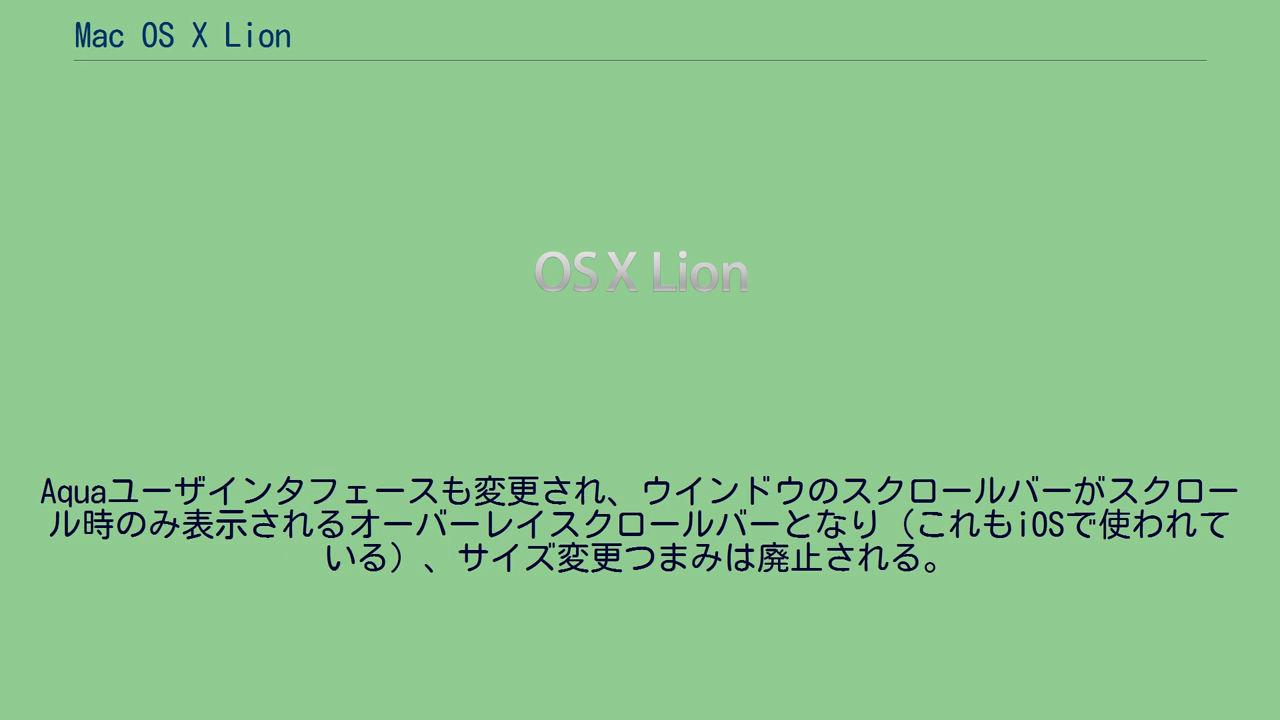 Mac OS X Lion
OS X Lion
Aquaユーザインタフェースも変更され、ウインドウのスクロールバーがスクロー
ル時のみ表示されるオーバーレイスクロールバーとなり（これもiOSで使われて
いる）、サイズ変更つまみは廃止される。